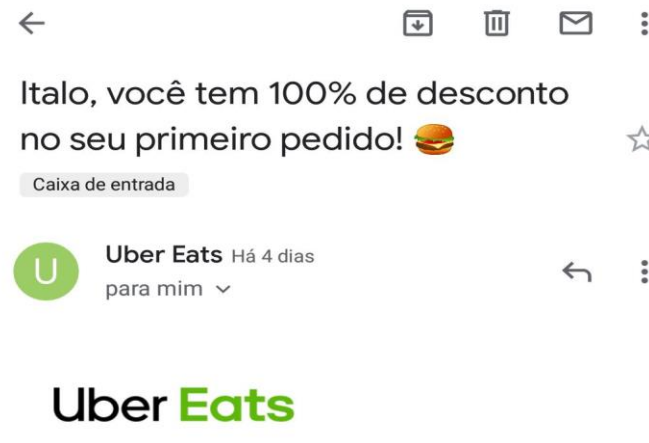 Italo, você tem 100% de desconto
no seu primeiro pedido! 🍔
Caixa de entrada
U
Uber Eats Há 4 dias
para mim
Uber Eats